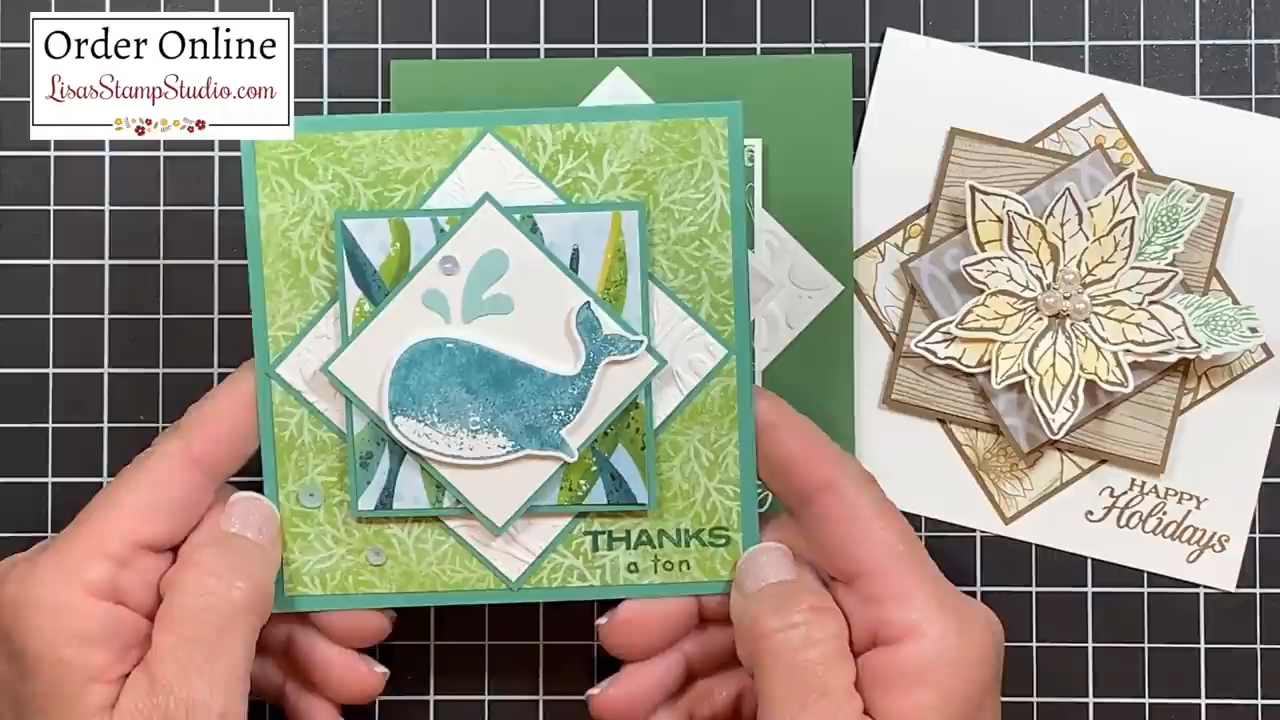 Order Online
LisasStampStudio.com
THANKS
a ton
HAPPY
Holidays